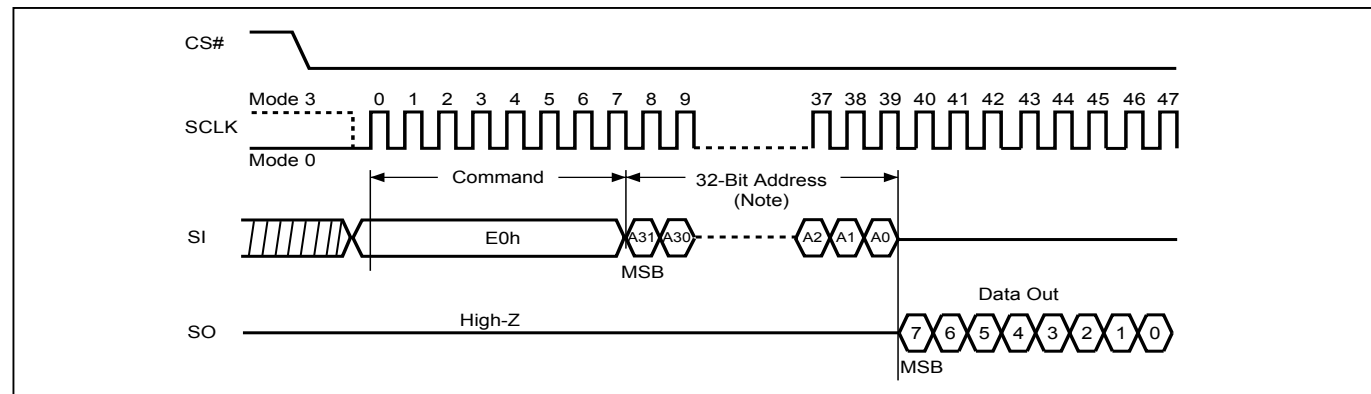 CS#
Mode 3
0 1 2 3 4 5 6 7 8 9 37 38 39 40 41 42 43 44 45 46 47
SCLK
Mode 0
Command
32-Bit Address
(Note)
SI
E0h
A31 A30 A2 A1 A0
MSB
Data Out
High-Z
SO
7 6 5 4 3 2 1 0
MSB